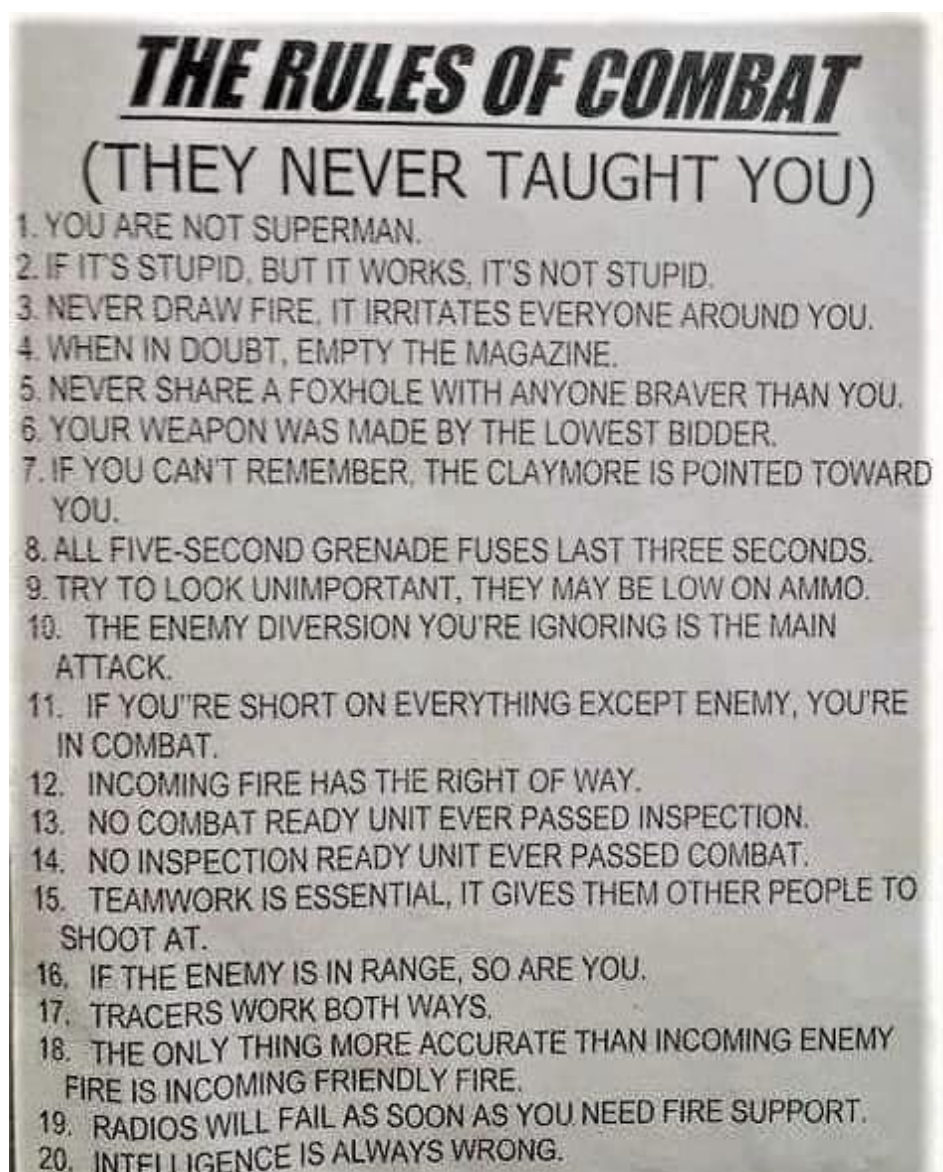 THE RULES OF COMBAT
(THEY NEVER TAUGHT YOU)
1. YOU ARE NOT SUPERMAN.
2. IF IT'S STUPID, BUT IT WORKS, IT'S NOT STUPID.
3. NEVER DRAW FIRE, IT IRRITATES EVERYONE AROUND YOU.
4. WHEN IN DOUBT, EMPTY THE MAGAZINE.
5. NEVER SHARE A FOXHOLE WITH ANYONE BRAVER THAN YOU.
6. YOUR WEAPON WAS MADE BY THE LOWEST BIDDER.
7. IF YOU CAN'T REMEMBER, THE CLAYMORE IS POINTED TOWARD
YOU.
8. ALL FIVE-SECOND GRENADE FUSES LAST THREE SECONDS.
9. TRY TO LOOK UNIMPORTANT, THEY MAY BE LOW ON AMMO.
10. THE ENEMY DIVERSION YOU'RE IGNORING IS THE MAIN
ATTACK.
11. IF YOU"RE SHORT ON EVERYTHING EXCEPT ENEMY, YOU'RE
IN COMBAT.
12. INCOMING FIRE HAS THE RIGHT OF WAY.
13. NO COMBAT READY UNIT EVER PASSED INSPECTION.
14. NO INSPECTION READY UNIT EVER PASSED COMBAT.
15. TEAMWORK IS ESSENTIAL, IT GIVES THEM OTHER PEOPLE TO
SHOOT AT.
16. IF THE ENEMY IS IN RANGE, SO ARE YOU.
17. TRACERS WORK BOTH WAYS.
18. THE ONLY THING MORE ACCURATE THAN INCOMING ENEMY
FIRE IS INCOMING FRIENDLY FIRE.
19. RADIOS WILL FAIL AS SOON AS YOU NEED FIRE SUPPORT.
20. INTELLIGENCE IS ALWAYS WRONG.